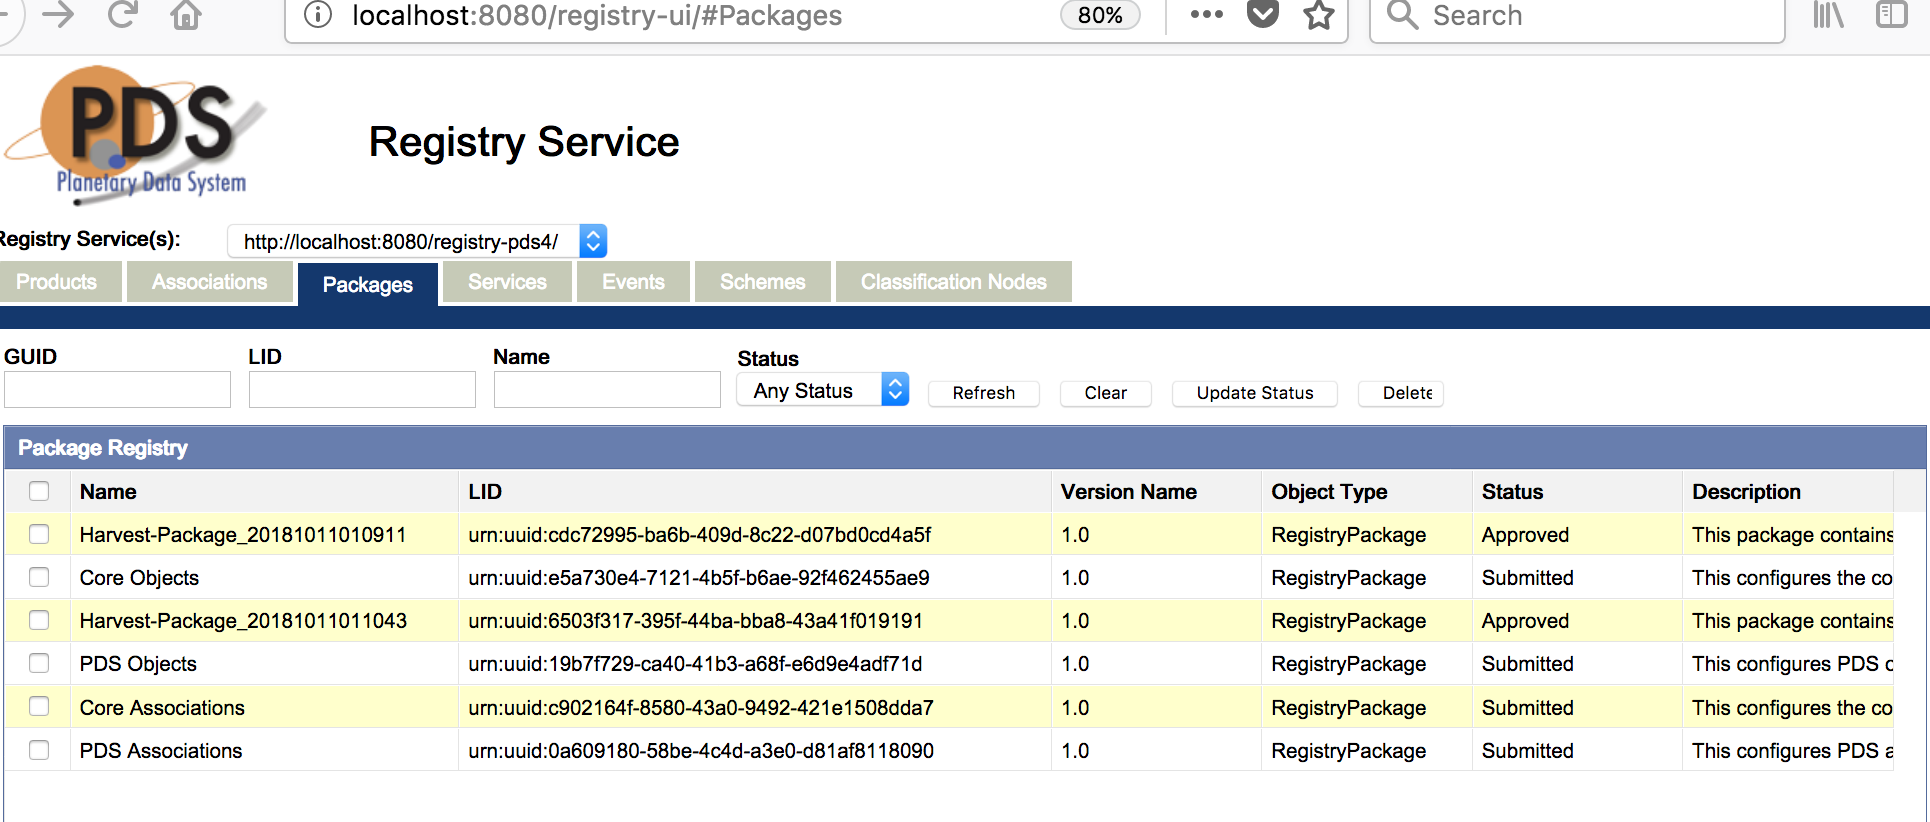 localhost:8080/registry-ui/#Packages 80% Search
PDS
Planetary Data System
Registry Service
Registry Service(s): http://localhost:8080/registry-pds4/
Products Associations Packages Services Events Schemes Classification Nodes
GUID LID Name Status
Any Status Refresh Clear Update Status Delete
Package Registry
Name LID Version Name Object Type Status Description
Harvest-Package_20181011010911 urn:uuid:cdc72995-ba6b-409d-8c22-d07bd0cd4a5f 1.0 RegistryPackage Approved This package contains
Core Objects urn:uuid:e5a730e4-7121-4b5f-b6ae-92f462455ae9 1.0 RegistryPackage Submitted This configures the co
Harvest-Package_20181011011043 urn:uuid:6503f317-395f-44ba-bba8-43a41f019191 1.0 RegistryPackage Approved This package contains
PDS Objects urn:uuid:19b7f729-ca40-41b3-a68f-e6d9e4adf71d 1.0 RegistryPackage Submitted This configures PDS c
Core Associations urn:uuid:c902164f-8580-43a0-9492-421e1508dda7 1.0 RegistryPackage Submitted This configures the co
PDS Associations urn:uuid:0a609180-58be-4c4d-a3e0-d81af8118090 1.0 RegistryPackage Submitted This configures PDS a